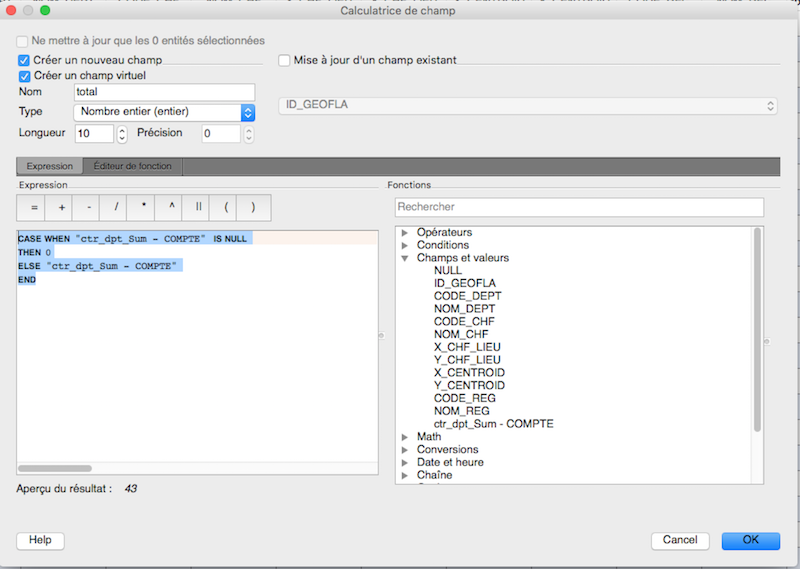 Calculatrice de champ
Ne mettre à jour que les 0 entités sélectionnées
Créer un nouveau champ
Mise à jour d'un champ existant
Créer un champ virtuel
Nom total
Type Nombre entier (entier)
ID_GEOFLA
Longueur 10 Précision 0
Expression Éditeur de fonction
Expression
Fonctions
= + - / * ^ || ( )
Rechercher
CASE WHEN "ctr_dpt_Sum - COMPTE" IS NULL
THEN 0
ELSE "ctr_dpt_Sum - COMPTE"
END
Opérateurs
Conditions
Champs et valeurs
NULL
ID_GEOFLA
CODE_DEPT
NOM_DEPT
CODE_CHF
NOM_CHF
X_CHF_LIEU
Y_CHF_LIEU
X_CENTROID
Y_CENTROID
CODE_REG
NOM_REG
ctr_dpt_Sum - COMPTE
Math
Conversions
Date et heure
Chaîne
Aperçu du résultat : 43
Help
Cancel
OK